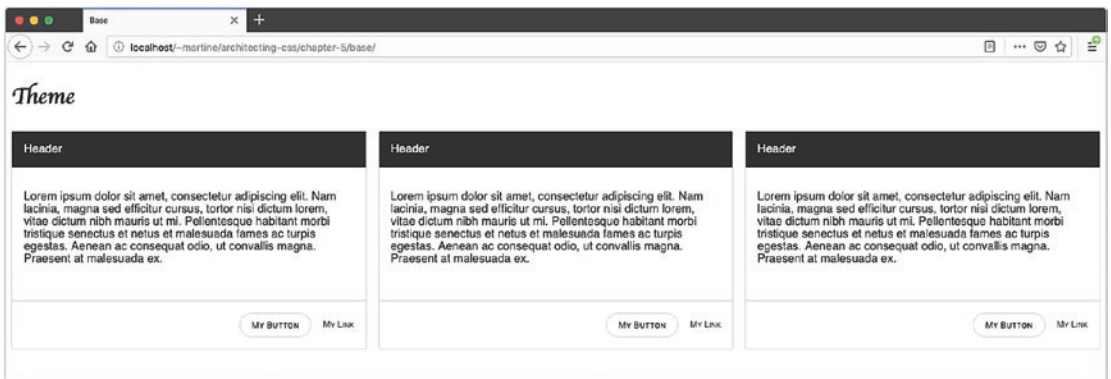 Base
localhost/~martine/architecting-css/chapter-5/base/
Theme
Header
Lorem ipsum dolor sit amet, consectetur adipiscing elit. Nam
lacinia, magna sed efficitur cursus, tortor nisi dictum lorem,
vitae dictum nibh mauris ut mi. Pellentesque habitant morbi
tristique senectus et netus et malesuada fames ac turpis
egestas. Aenean ac consequat odio, ut convallis magna.
Praesent at malesuada ex.
My Button My Link
Header
Lorem ipsum dolor sit amet, consectetur adipiscing elit. Nam
lacinia, magna sed efficitur cursus, tortor nisi dictum lorem,
vitae dictum nibh mauris ut mi. Pellentesque habitant morbi
tristique senectus et netus et malesuada fames ac turpis
egestas. Aenean ac consequat odio, ut convallis magna.
Praesent at malesuada ex.
My Button My Link
Header
Lorem ipsum dolor sit amet, consectetur adipiscing elit. Nam
lacinia, magna sed efficitur cursus, tortor nisi dictum lorem,
vitae dictum nibh mauris ut mi. Pellentesque habitant morbi
tristique senectus et netus et malesuada fames ac turpis
egestas. Aenean ac consequat odio, ut convallis magna.
Praesent at malesuada ex.
My Button My Link